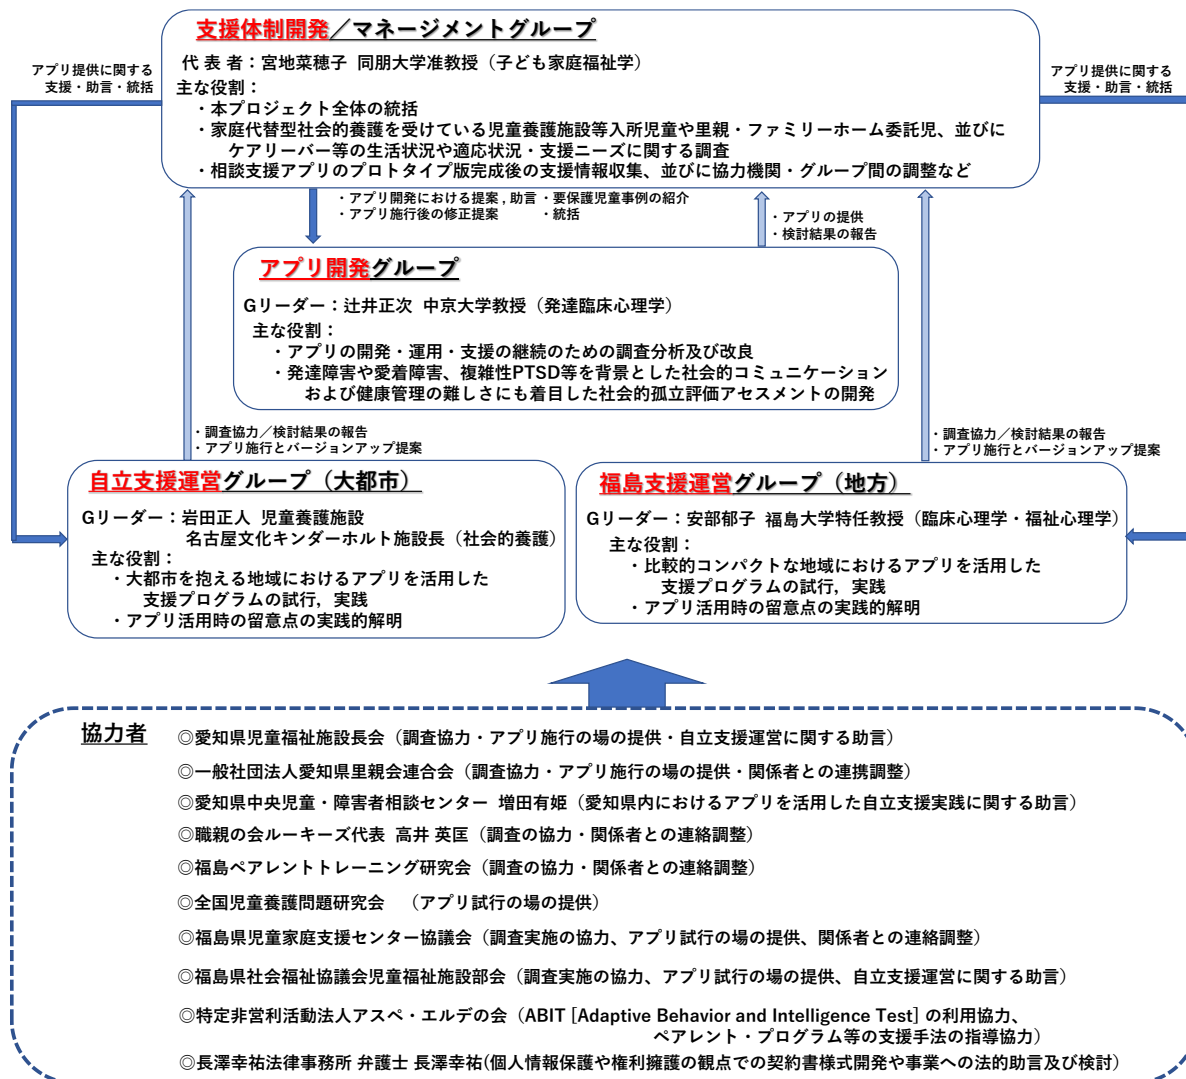 支援体制開発／マネージメントグループ
代 表 者：宮地菜穂子 同朋大学准教授（子ども家庭福祉学）
主な役割：
・本プロジェクト全体の統括
・家庭代替型社会的養護を受けている児童養護施設等入所児童や里親・ファミリーホーム委託児、並びに
ケアリーバー等の生活状況や適応状況・支援ニーズに関する調査
・相談支援アプリのプロトタイプ版完成後の支援情報収集、並びに協力機関・グループ間の調整など
アプリ提供に関する
支援・助言・統括
アプリ提供に関する
支援・助言・統括
・アプリ開発における提案 , 助言 ・要保護児童事例の紹介
・アプリ施行後の修正提案 ・統括
・アプリの提供
・検討結果の報告
アプリ開発グループ
Gリーダー：辻井正次 中京大学教授（発達臨床心理学）
主な役割：
・アプリの開発・運用・支援の継続のための調査分析及び改良
・発達障害や愛着障害、複雑性PTSD等を背景とした社会的コミュニケーション
および健康管理の難しさにも着目した社会的孤立評価アセスメントの開発
・調査協力／検討結果の報告
・アプリ施行とバージョンアップ提案
・調査協力／検討結果の報告
・アプリ施行とバージョンアップ提案
自立支援運営グループ（大都市）
Gリーダー：岩田正人 児童養護施設
名古屋文化キンダーホルト施設長（社会的養護）
主な役割：
・大都市を抱える地域におけるアプリを活用した
支援プログラムの試行，実践
・アプリ活用時の留意点の実践的解明
福島支援運営グループ（地方）
Gリーダー：安部郁子 福島大学特任教授（臨床心理学・福祉心理学）
主な役割：
・比較的コンパクトな地域におけるアプリを活用した
支援プログラムの試行，実践
・アプリ活用時の留意点の実践的解明
協力者
◎愛知県児童福祉施設長会（調査協力・アプリ施行の場の提供・自立支援運営に関する助言）
◎一般社団法人愛知県里親会連合会（調査協力・アプリ施行の場の提供・関係者との連携調整）
◎愛知県中央児童・障害者相談センター 増田有姫（愛知県内におけるアプリを活用した自立支援実践に関する助言）
◎職親の会ルーキーズ代表 高井 英匡（調査の協力・関係者との連絡調整）
◎福島ペアレントトレーニング研究会（調査の協力・関係者との連絡調整）
◎全国児童養護問題研究会 （アプリ試行の場の提供）
◎福島県児童家庭支援センター協議会（調査実施の協力、アプリ試行の場の提供、関係者との連絡調整）
◎福島県社会福祉協議会児童福祉施設部会（調査実施の協力、アプリ試行の場の提供、自立支援運営に関する助言）
◎特定非営利活動法人アスペ・エルデの会（ABIT [Adaptive Behavior and Intelligence Test] の利用協力、
ペアレント・プログラム等の支援手法の指導協力）
◎長澤幸祐法律事務所 弁護士 長澤幸祐(個人情報保護や権利擁護の観点での契約書様式開発や事業への法的助言及び検討）